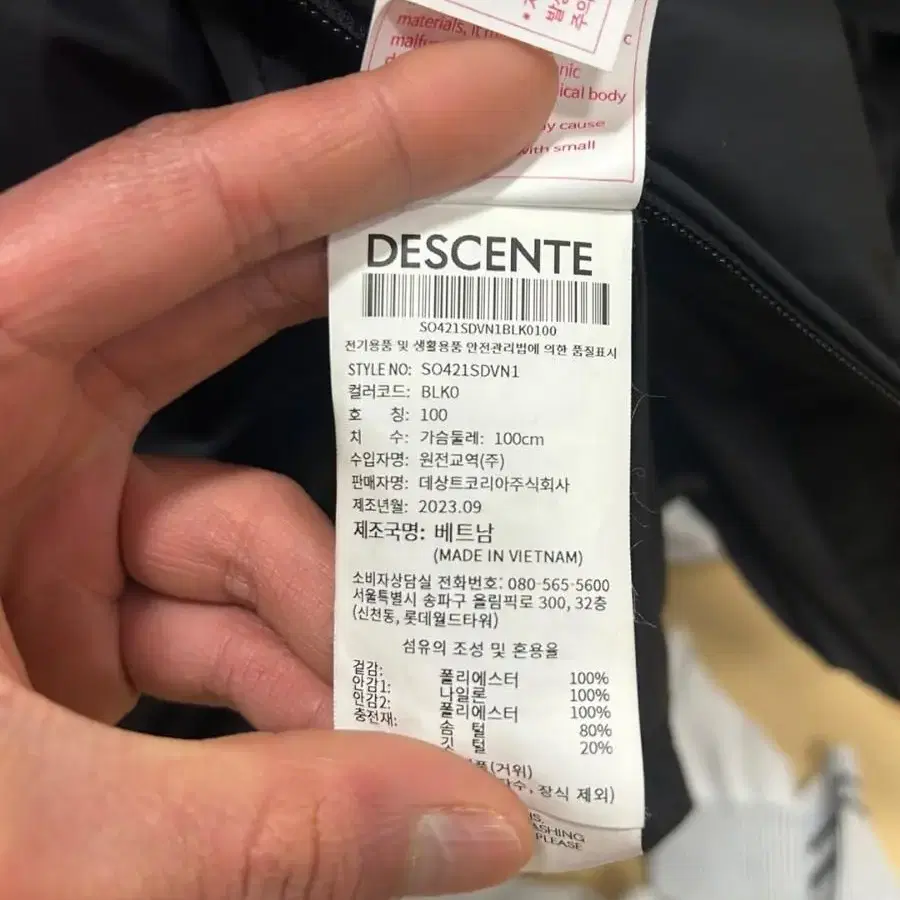 materials, it
c
nic
ical body
ay cause
with small
주의
DESCENTE
SO421SDVN1BLK0100
전기용품 및 생활용품 안전관리법에 의한 품질표시
STYLE NO: SO421SDVN1
컬러코드: BLK0
호 칭: 100
치 수: 가슴둘레: 100cm
수입자명: 원전교역(주)
판매자명: 데상트코리아주식회사
제조년월: 2023.09
제조국명: 베트남
(MADE IN VIETNAM)
소비자상담실 전화번호: 080-565-5600
서울특별시 송파구 올림픽로 300, 32층
(신천동, 롯데월드타워)
섬유의 조성 및 혼용율
겉감: 폴리에스터 100%
안감1: 나일론 100%
안감2: 폴리에스터 100%
충전재: 솜 털 80%
깃 털 20%
(거위)
수, 장식 제외)
ASHING
PLEASE